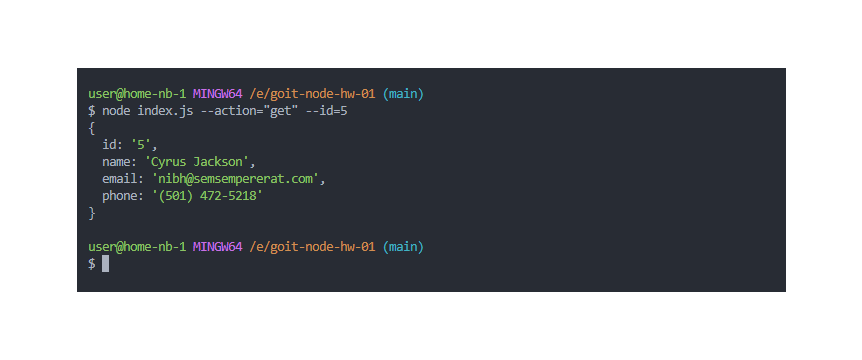 user@home-nb-1 MINGW64 /e/goit-node-hw-01 (main)
$ node index.js --action="get" --id=5
{
  id: '5',
  name: 'Cyrus Jackson',
  email: 'nibh@semsempererat.com',
  phone: '(501) 472-5218'
}
user@home-nb-1 MINGW64 /e/goit-node-hw-01 (main)
$